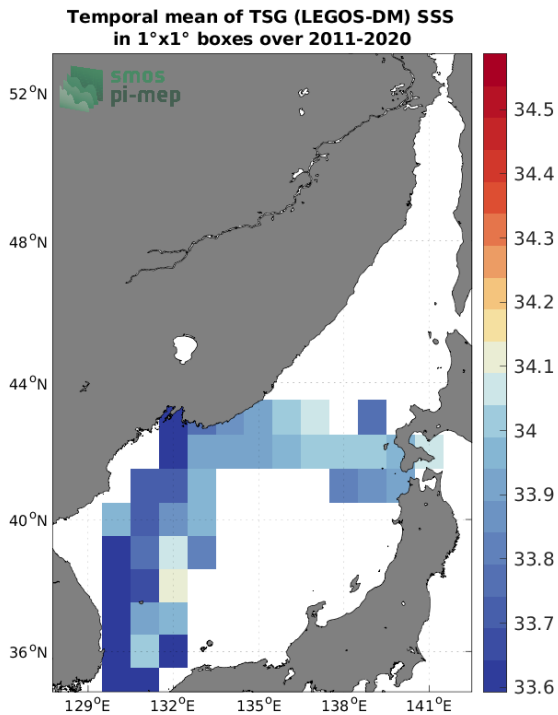 Temporal mean of TSG (LEGOS-DM) SSS
in 1°x1° boxes over 2011-2020
smos
pi-mep
52°N
48°N
44°N
40°N
36°N
129°E
132°E
135°E
138°E
141°E
34.5
34.4
34.3
34.2
34.1
34
33.9
33.8
33.7
33.6